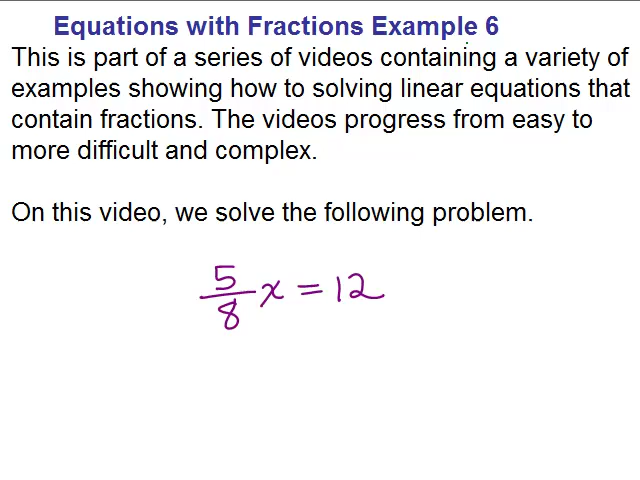 Equations with Fractions Example 6
This is part of a series of videos containing a variety of
examples showing how to solving linear equations that
contain fractions. The videos progress from easy to
more difficult and complex.
On this video, we solve the following problem.
5/8 x = 12